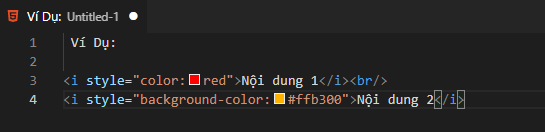 Ví Dụ: Untitled-1
1 Ví Dụ:
2
3 <i style="color:red">Nội dung 1</i><br/>
4 <i style="background-color:#ffb300">Nội dung 2</i>